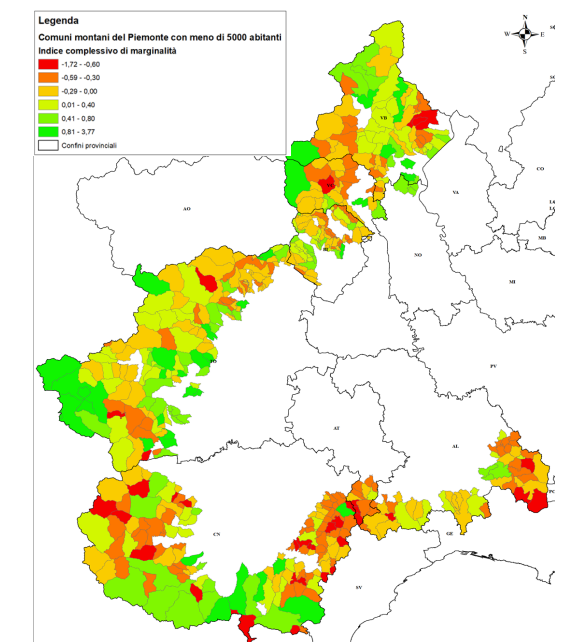 Legenda
Comuni montani del Piemonte con meno di 5000 abitanti
Indice complessivo di marginalità
-1,72 - -0,60
-0,59 - -0,30
-0,29 - 0,00
0,01 - 0,40
0,41 - 0,80
0,81 - 3,77
Confini provinciali
N
W E
S
VB
CO
AO
VA
MB
NO
MI
PV
TO
AT
AL
PC
CN
GE
SV